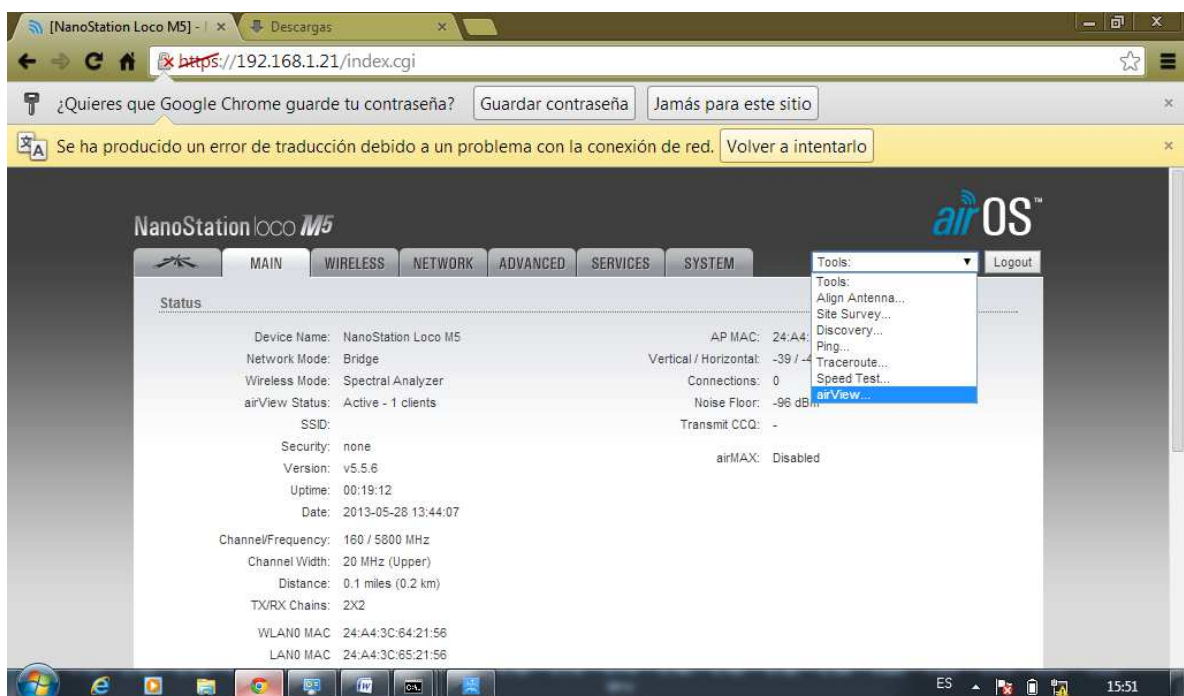 [NanoStation Loco M5] -
Descargas
https://192.168.1.21/index.cgi
¿Quieres que Google Chrome guarde tu contraseña? Guardar contraseña Jamás para este sitio
Se ha producido un error de traducción debido a un problema con la conexión de red. Volver a intentarlo
NanoStation loco M5
airOS™
MAIN WIRELESS NETWORK ADVANCED SERVICES SYSTEM
Tools: Logout
Tools:
Align Antenna...
Site Survey...
Discovery...
Ping...
Traceroute...
Speed Test...
airView...
Status
Device Name: NanoStation Loco M5
Network Mode: Bridge
Wireless Mode: Spectral Analyzer
airView Status: Active - 1 clients
SSID:
Security: none
Version: v5.5.6
Uptime: 00:19:12
Date: 2013-05-28 13:44:07
Channel/Frequency: 160 / 5800 MHz
Channel Width: 20 MHz (Upper)
Distance: 0.1 miles (0.2 km)
TX/RX Chains: 2X2
WLAN0 MAC 24:A4:3C:64:21:56
LAN0 MAC 24:A4:3C:65:21:56
AP MAC: 24:A4:
Vertical / Horizontal: -39 /
Connections: 0
Noise Floor: -96 dBm
Transmit CCQ: -
airMAX: Disabled
ES 15:51